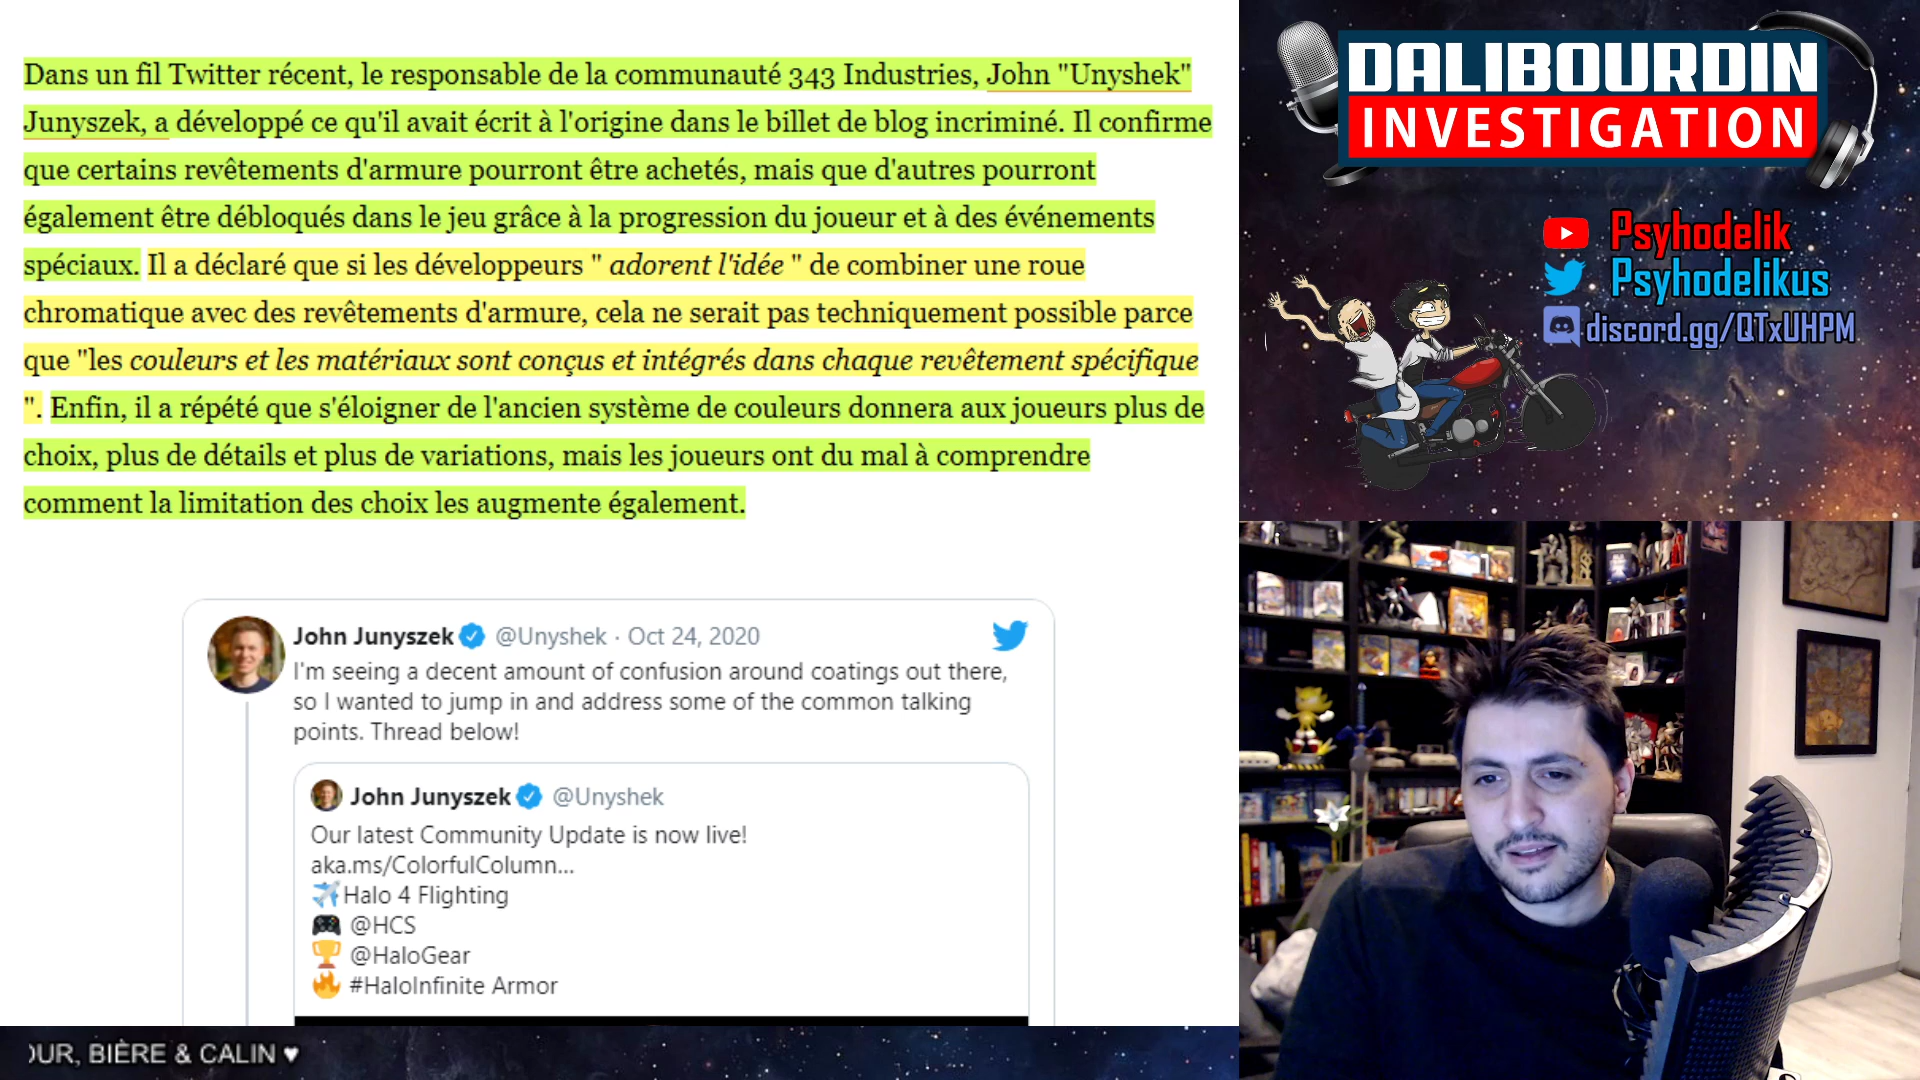 Dans un fil Twitter récent, le responsable de la communauté 343 Industries, John "Unyshek"
Junyszek, a développé ce qu'il avait écrit à l'origine dans le billet de blog incriminé. Il confirme
que certains revêtements d'armure pourront être achetés, mais que d'autres pourront
également être débloqués dans le jeu grâce à la progression du joueur et à des événements
spéciaux. Il a déclaré que si les développeurs " adorent l'idée " de combiner une roue
chromatique avec des revêtements d'armure, cela ne serait pas techniquement possible parce
que "les couleurs et les matériaux sont conçus et intégrés dans chaque revêtement spécifique
". Enfin, il a répété que s'éloigner de l'ancien système de couleurs donnera aux joueurs plus de
choix, plus de détails et plus de variations, mais les joueurs ont du mal à comprendre
comment la limitation des choix les augmente également.
John Junyszek @Unyshek · Oct 24, 2020
I'm seeing a decent amount of confusion around coatings out there,
so I wanted to jump in and address some of the common talking
points. Thread below!
John Junyszek @Unyshek
Our latest Community Update is now live!
aka.ms/ColorfulColumn...
Halo 4 Flighting
@HCS
@HaloGear
#HaloInfinite Armor
OUR, BIÈRE & CALIN ♥
DALIBOURDIN
INVESTIGATION
Psyhodelik
Psyhodelikus
discord.gg/QTxUHPM